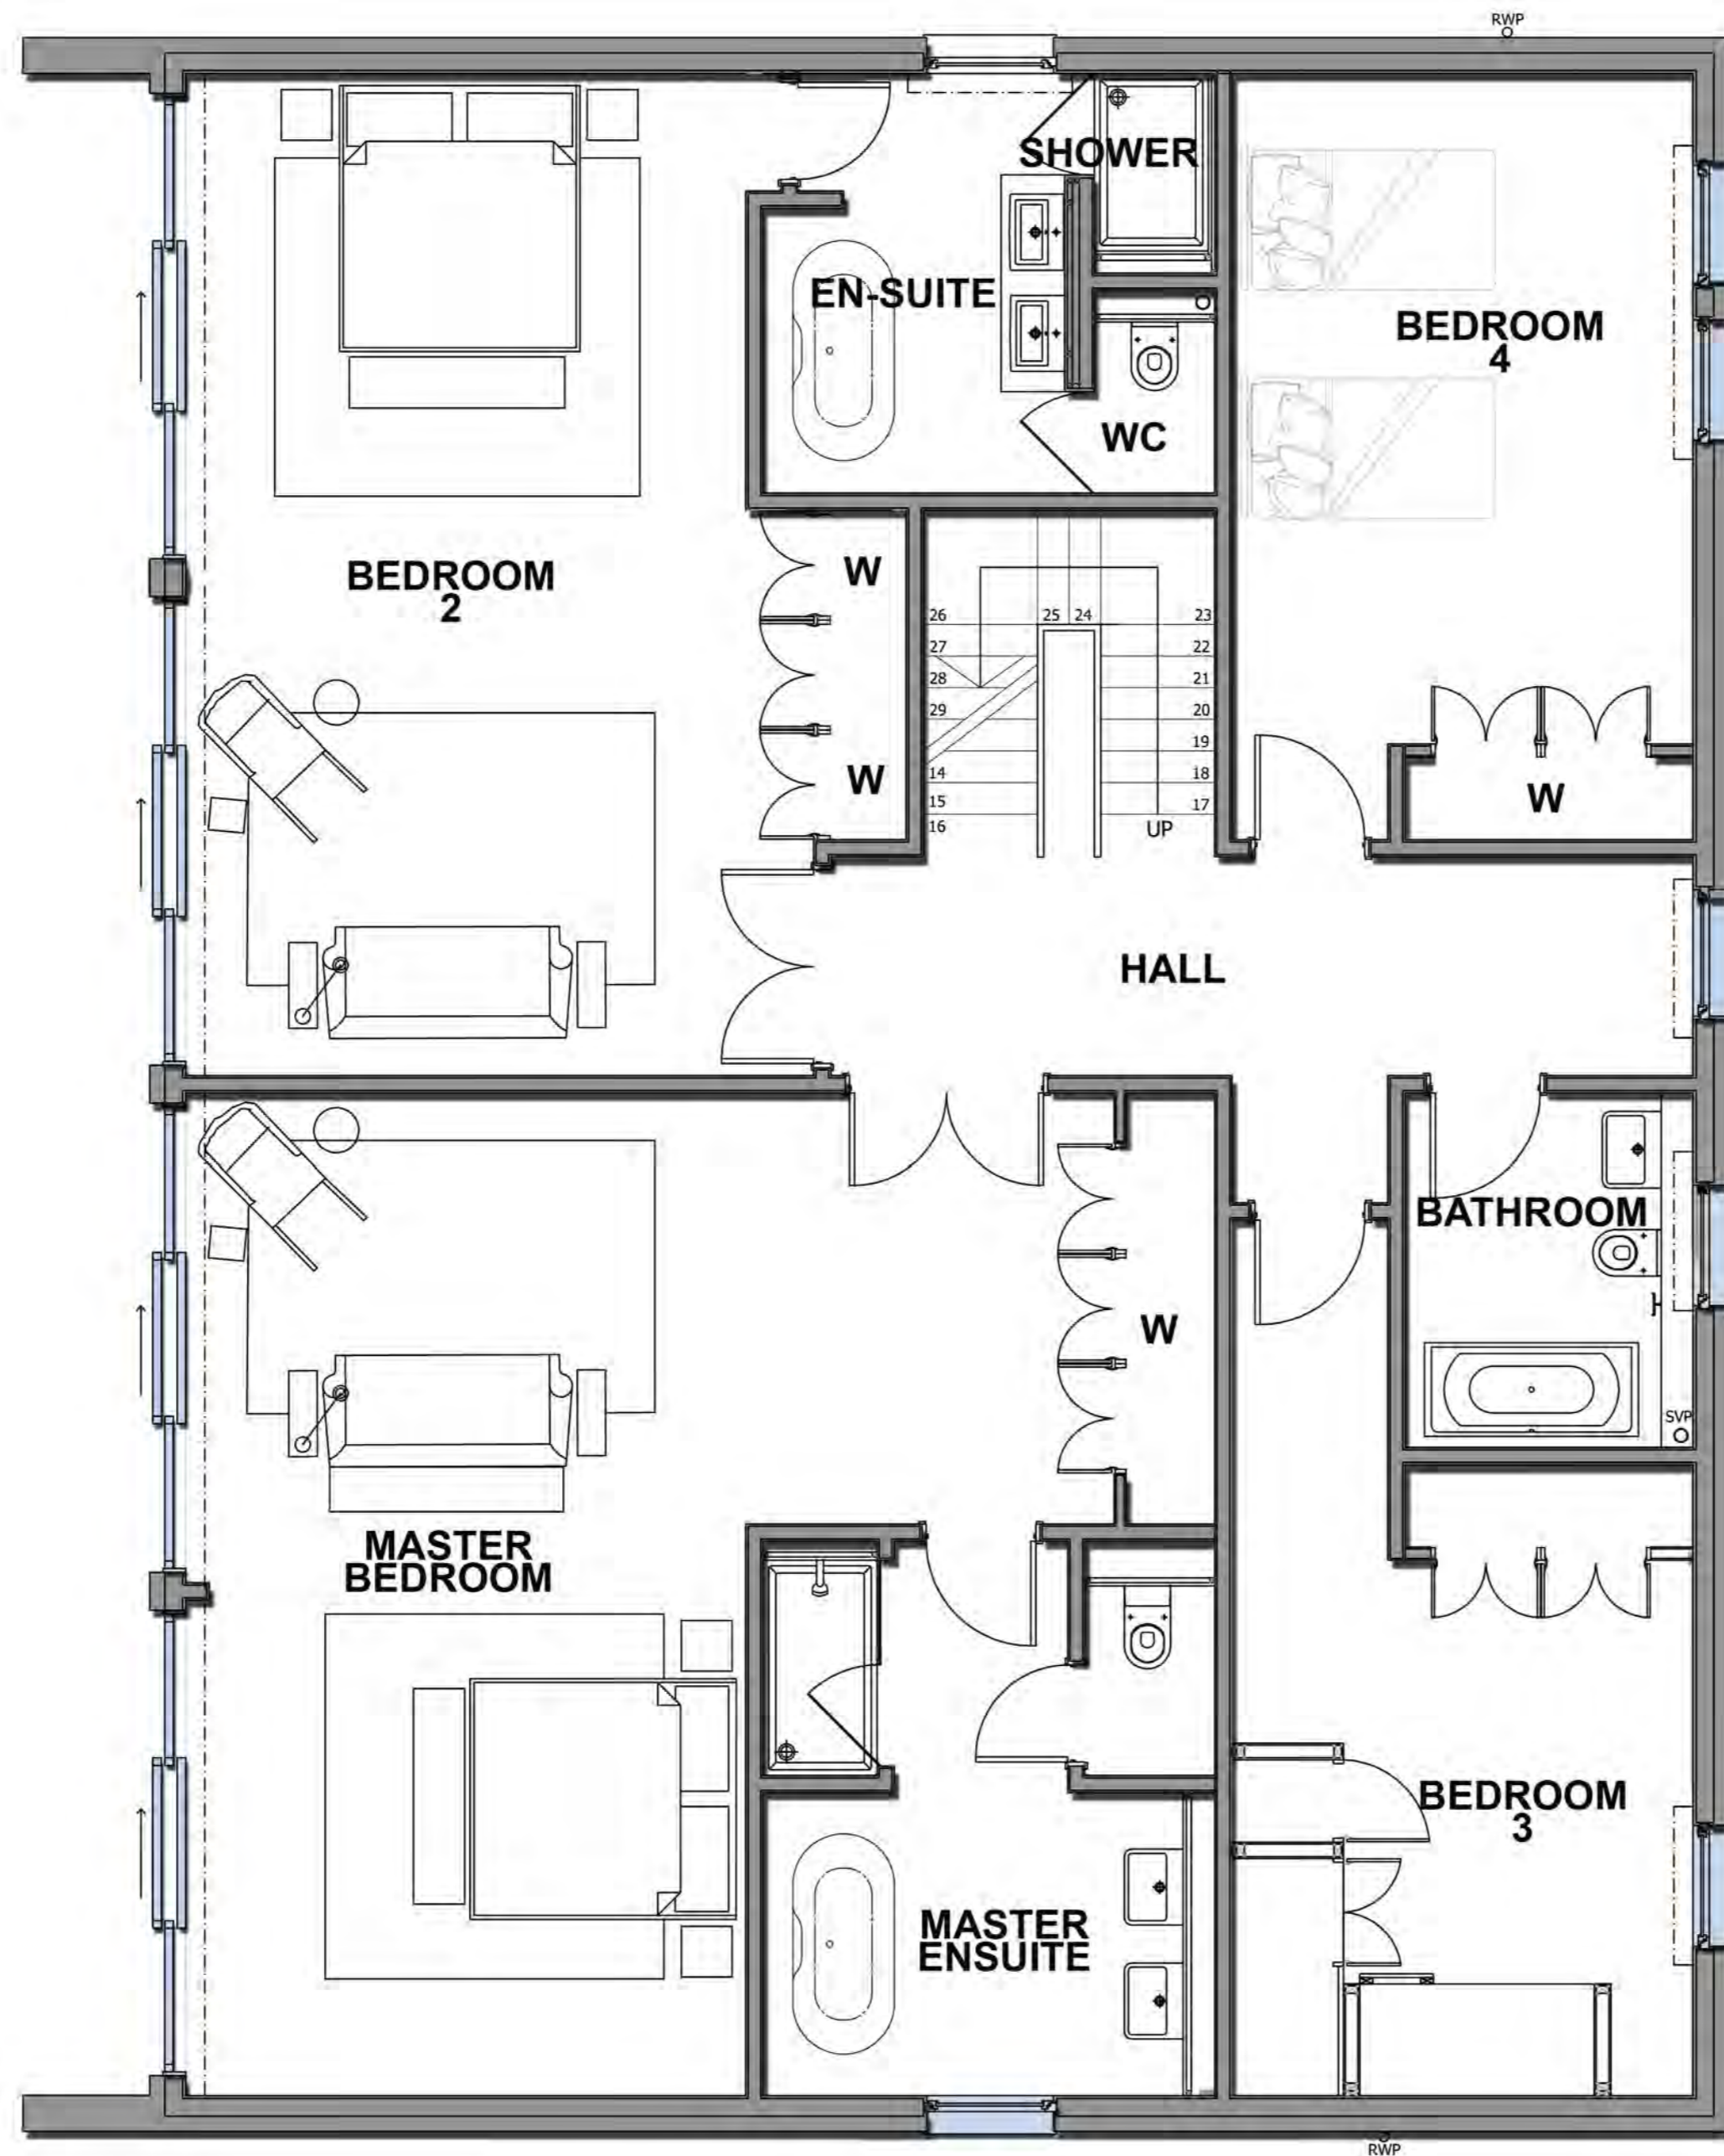 RWP
SHOWER
EN-SUITE
BEDROOM
4
WC
BEDROOM
2
W
26 25 24 23
27 22
28 21
29 20
19
W
14 18
15 17
16 UP
W
HALL
BATHROOM
W
SVP
MASTER
BEDROOM
BEDROOM
3
MASTER
ENSUITE
RWP